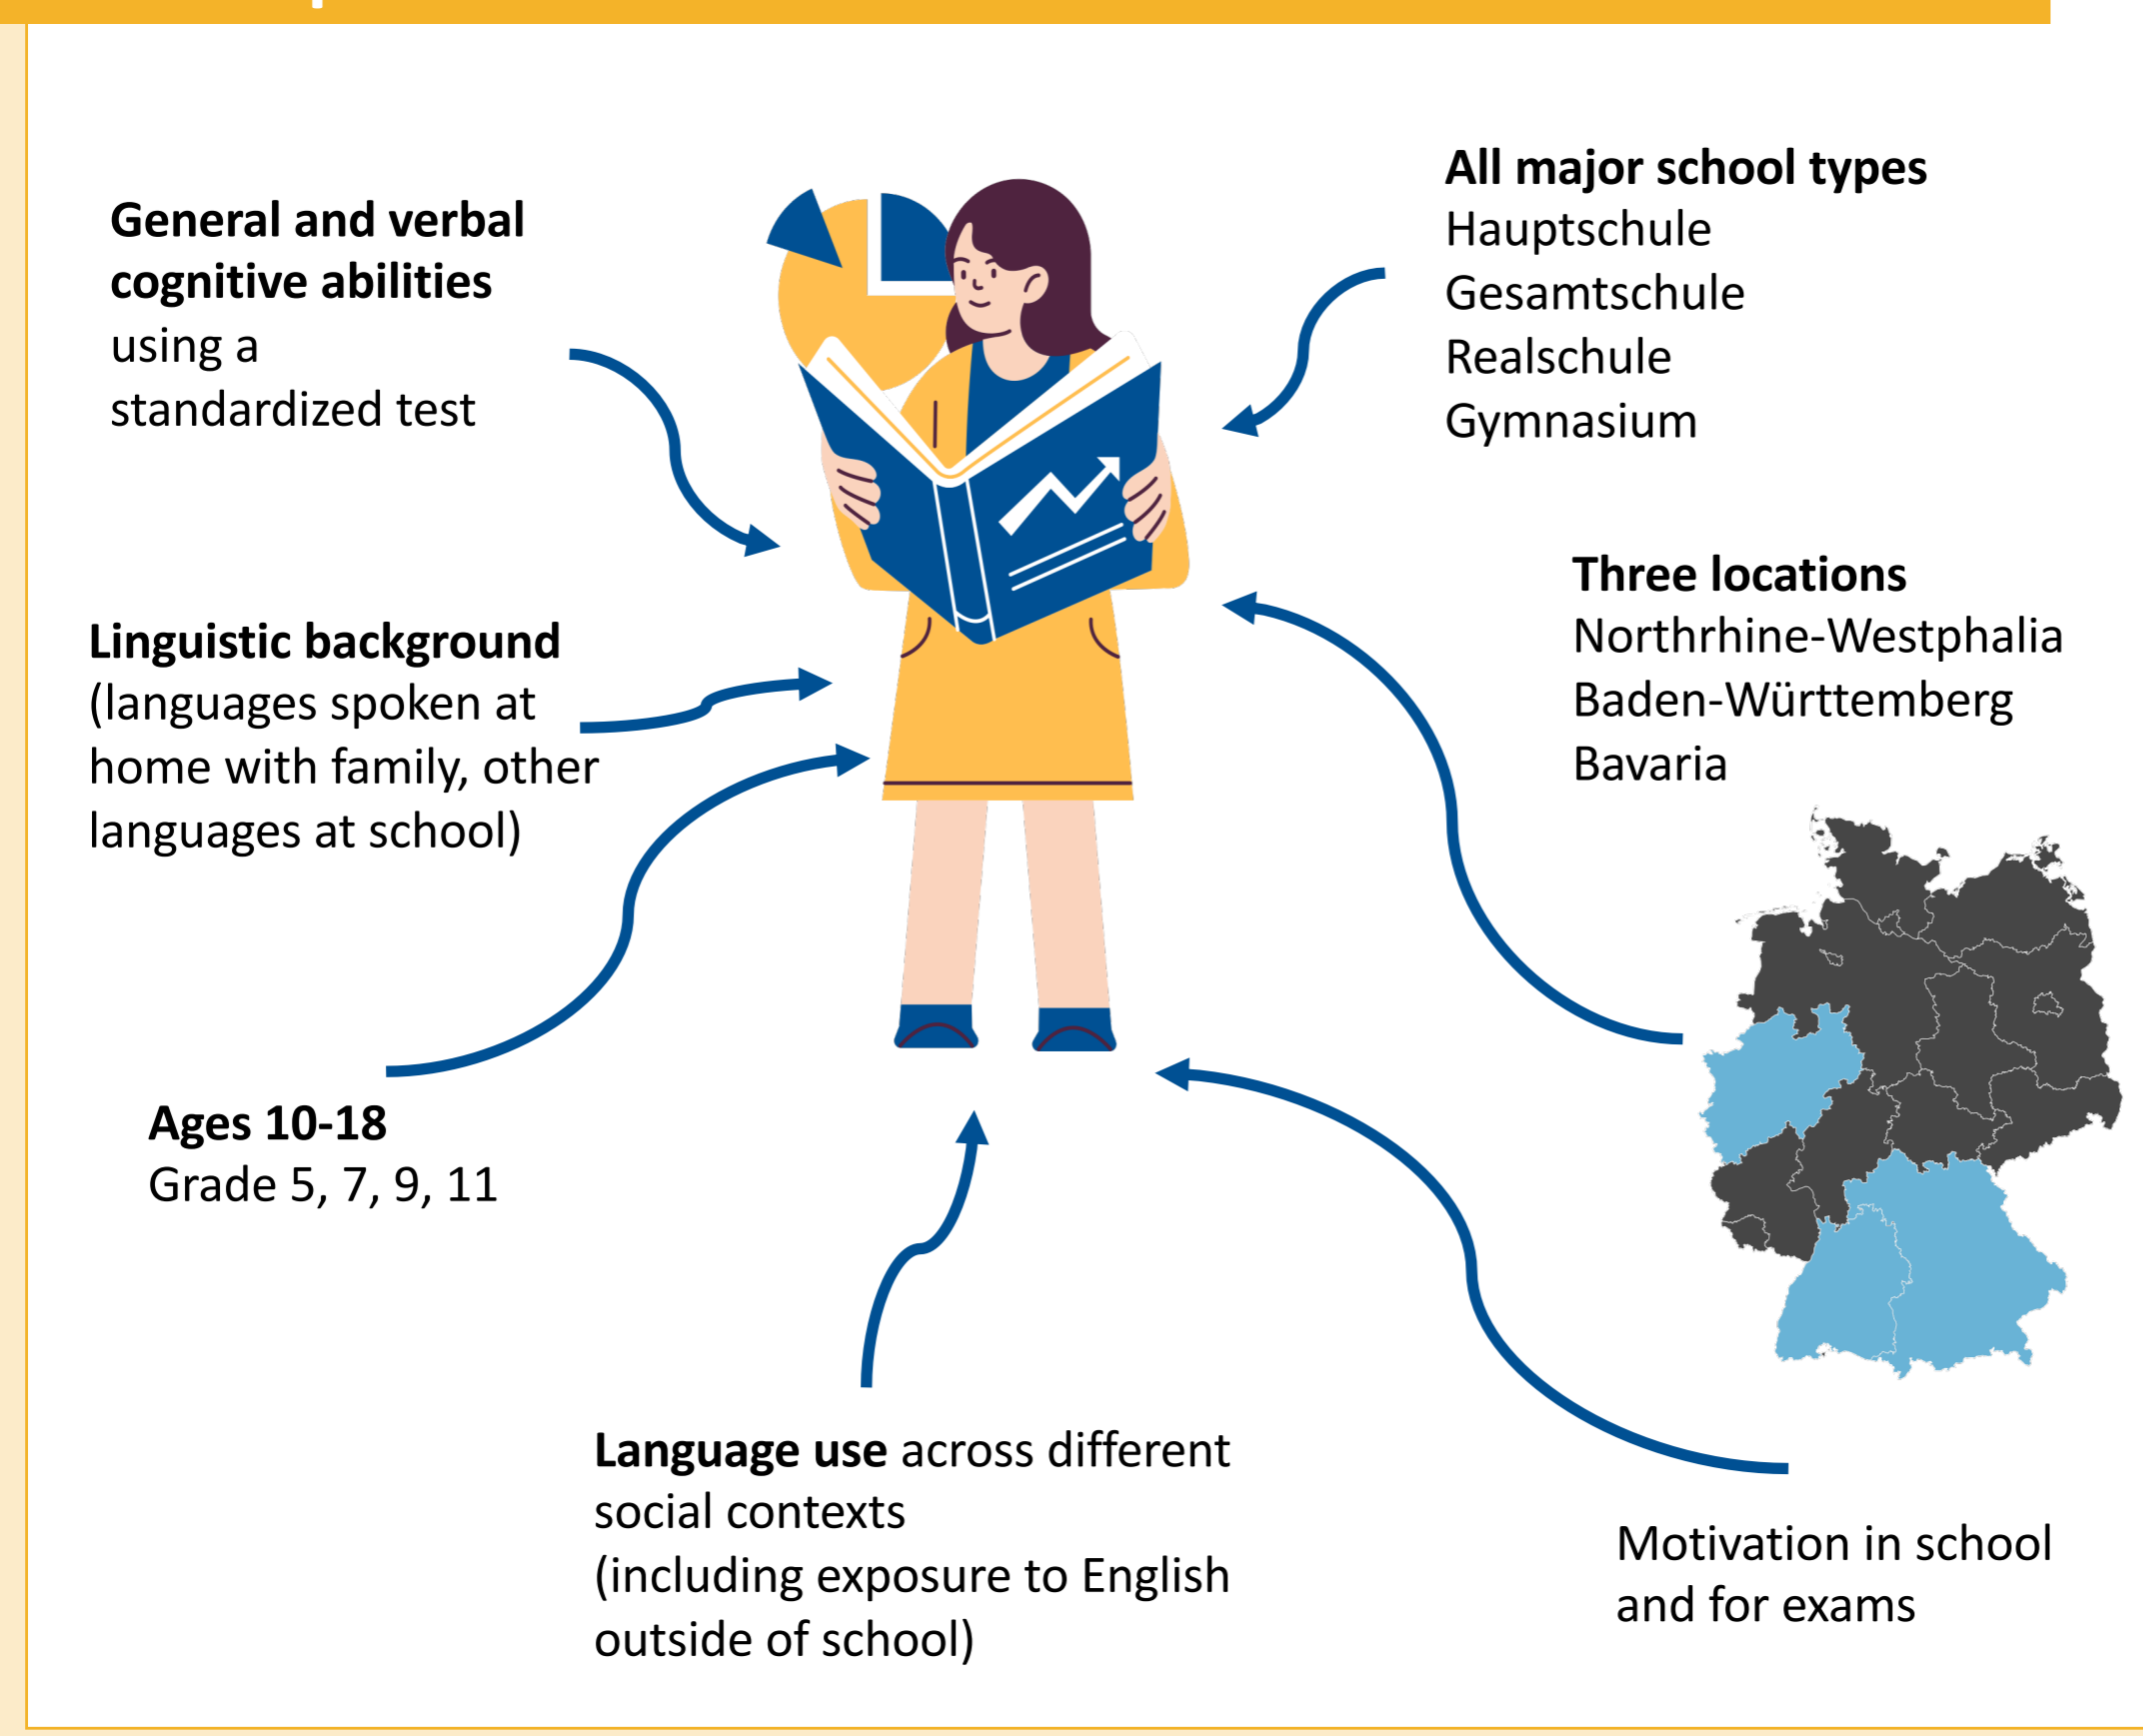 General and verbal
cognitive abilities
using a
standardized test
All major school types
Hauptschule
Gesamtschule
Realschule
Gymnasium
Linguistic background
(languages spoken at
home with family, other
languages at school)
Three locations
Northrhine-Westphalia
Baden-Württemberg
Bavaria
Ages 10-18
Grade 5, 7, 9, 11
Language use across different
social contexts
(including exposure to English
outside of school)
Motivation in school
and for exams